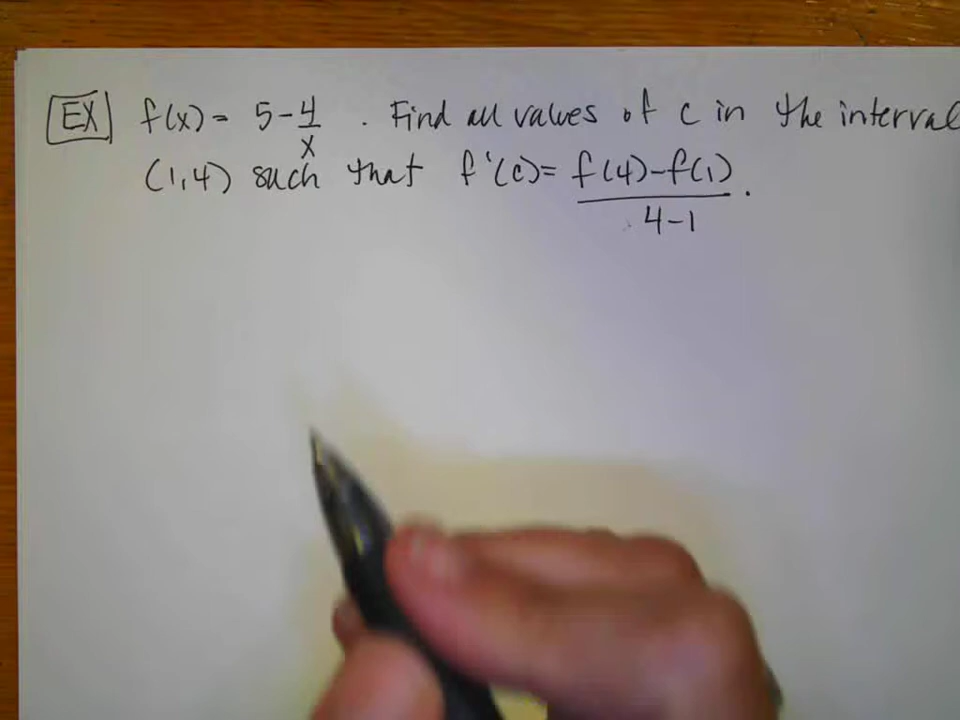 EX f(x) = 5 - 4/x . Find all values of c in the interval
(1,4) such that f'(c) = f(4)-f(1)/4-1 .